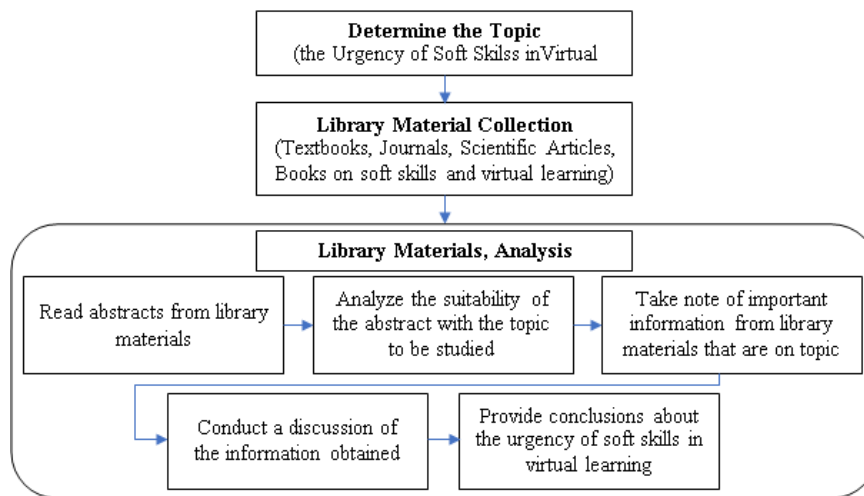 Determine the Topic
(the Urgency of Soft Skilss inVirtual
Library Material Collection
(Textbooks, Journals, Scientific Articles,
Books on soft skills and virtual learning)
Library Materials, Analysis
Read abstracts from library
materials
Analyze the suitability of
the abstract with the topic
to be studied
Take note of important
information from library
materials that are on topic
Conduct a discussion of
the information obtained
Provide conclusions about
the urgency of soft skills in
virtual learning